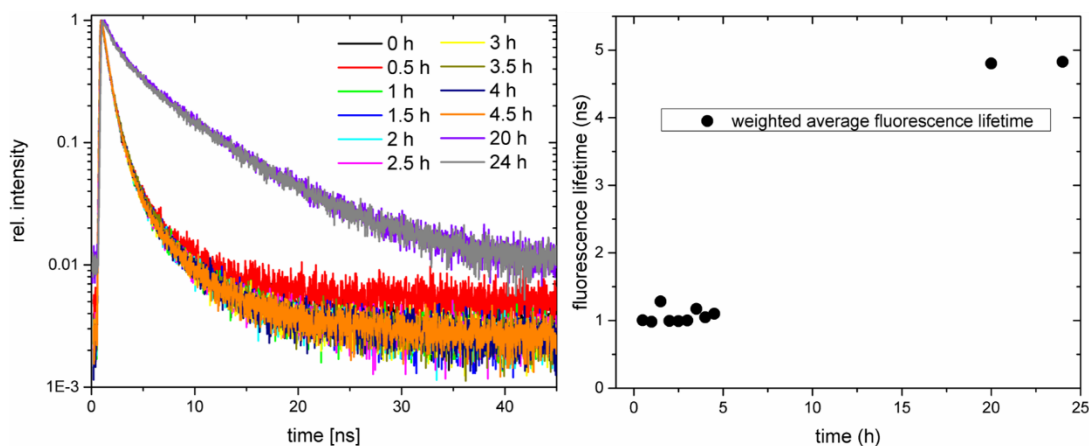 1
0.1
0.01
1E-3
rel. intensity
0 h
0.5 h
1 h
1.5 h
2 h
2.5 h
3 h
3.5 h
4 h
4.5 h
20 h
24 h
0
10
20
30
40
time [ns]
5
4
3
2
1
0
fluorescence lifetime (ns)
weighted average fluorescence lifetime
0
5
10
15
20
25
time (h)